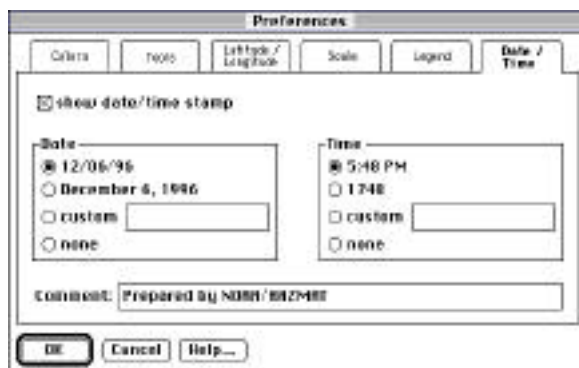 Preferences
Colors
Fonts
Latitude /
Longitude
Scale
Legend
Date /
Time
show date/time stamp
Date
Time
12/06/96
5:48 PM
December 6, 1996
1748
custom
custom
none
none
Comment: Prepared by NOAA/HAZMAT
OK
Cancel
Help...